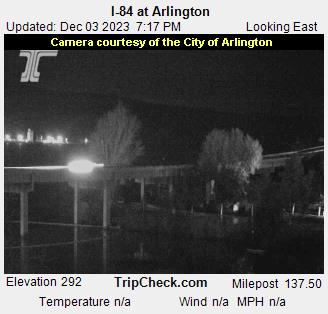 I-84 at Arlington
Updated: Dec 03 2023 7:17 PM Looking East
Camera courtesy of the City of Arlington
Elevation 292 TripCheck.com Milepost 137.50
Temperature n/a Wind n/a MPH n/a